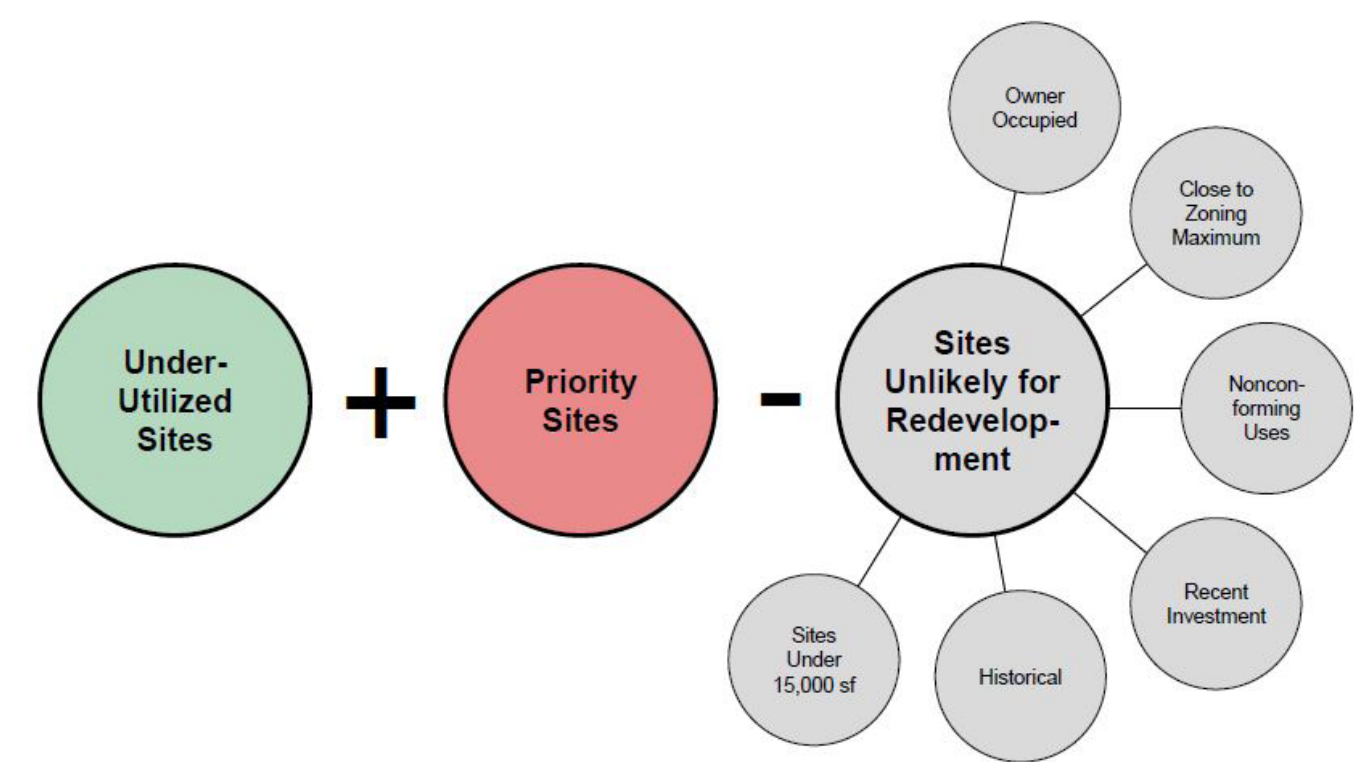 Under-
Utilized
Sites
+
Priority
Sites
-
Sites
Unlikely for
Redevelop-
ment
Owner
Occupied
Close to
Zoning
Maximum
Noncon-
forming
Uses
Recent
Investment
Historical
Sites
Under
15,000 sf